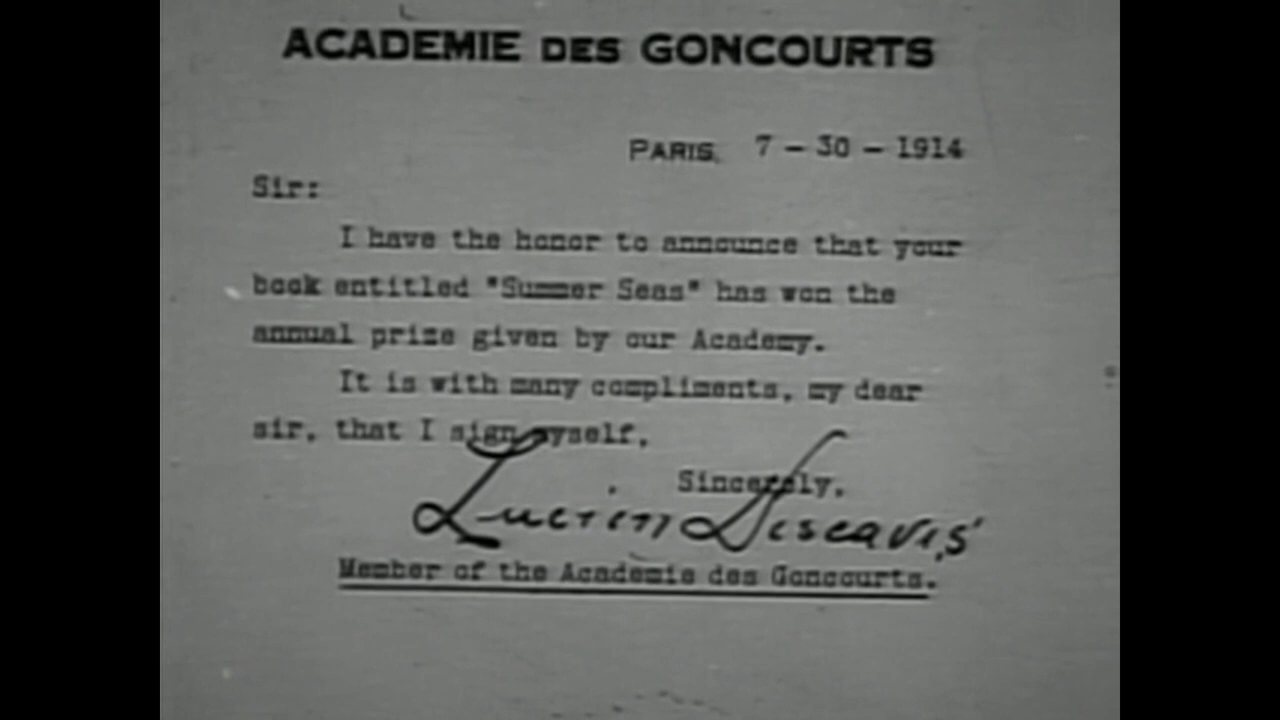 ACADEMIE DES GONCOURTS
PARIS, 7 - 30 - 1914
Sir:
I have the honor to announce that your
book entitled "Summer Seas" has won the
annual prize given by our Academy.
It is with many compliments, my dear
sir, that I sign myself,
Sincerely,
Lucien Discaves
Member of the Academie des Goncourts.